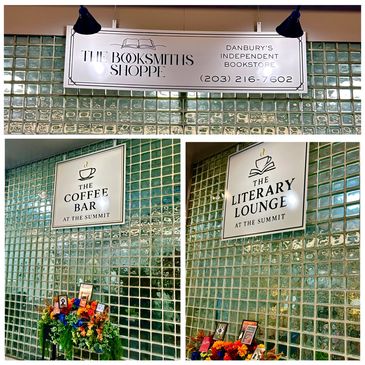 THE BOOKSMITHS
SHOPPE
DANBURY'S
INDEPENDENT
BOOKSTORE
(203) 216-7602
THE
COFFEE
BAR
AT THE SUMMIT
THE
LITERARY
LOUNGE
AT THE SUMMIT